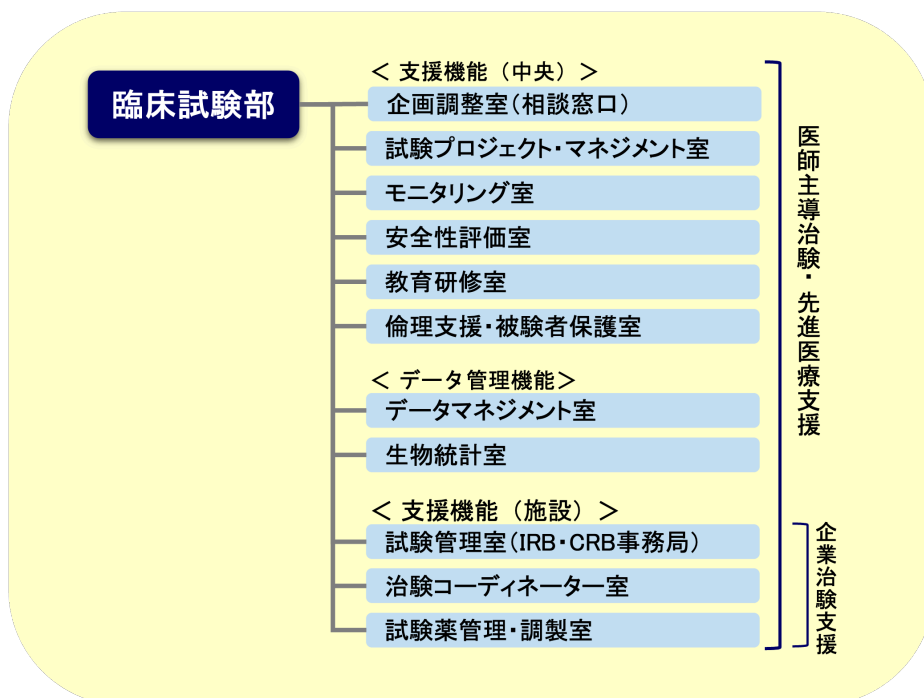 臨床試験部
＜ 支援機能（中央）＞
企画調整室(相談窓口)
試験プロジェクト・マネジメント室
モニタリング室
安全性評価室
教育研修室
倫理支援・被験者保護室
＜ データ管理機能＞
データマネジメント室
生物統計室
＜ 支援機能（施設）＞
試験管理室(IRB・CRB事務局)
治験コーディネーター室
試験薬管理・調製室
医師主導治験・先進医療支援
企業治験支援